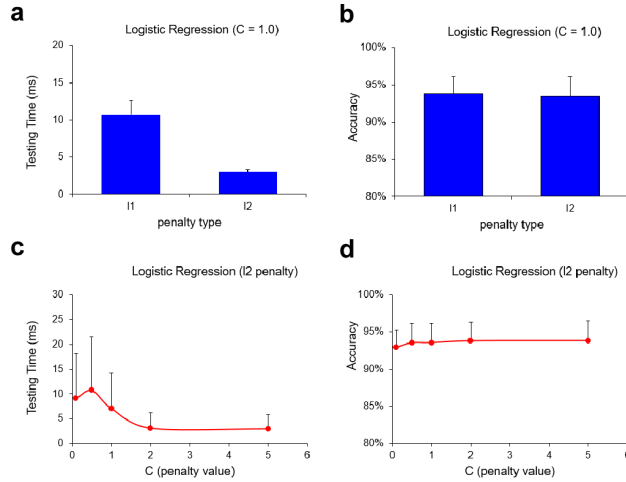 a
Logistic Regression (C = 1.0)
Testing Time (ms)
20
15
10
5
0
l1
l2
penalty type
b
Logistic Regression (C = 1.0)
Accuracy
100%
95%
90%
85%
80%
l1
l2
penalty type
c
Logistic Regression (l2 penalty)
Testing Time (ms)
30
25
20
15
10
5
0
0 1 2 3 4 5 6
C (penalty value)
d
Logistic Regression (l2 penalty)
Accuracy
100%
95%
90%
85%
80%
0 1 2 3 4 5 6
C (penalty value)